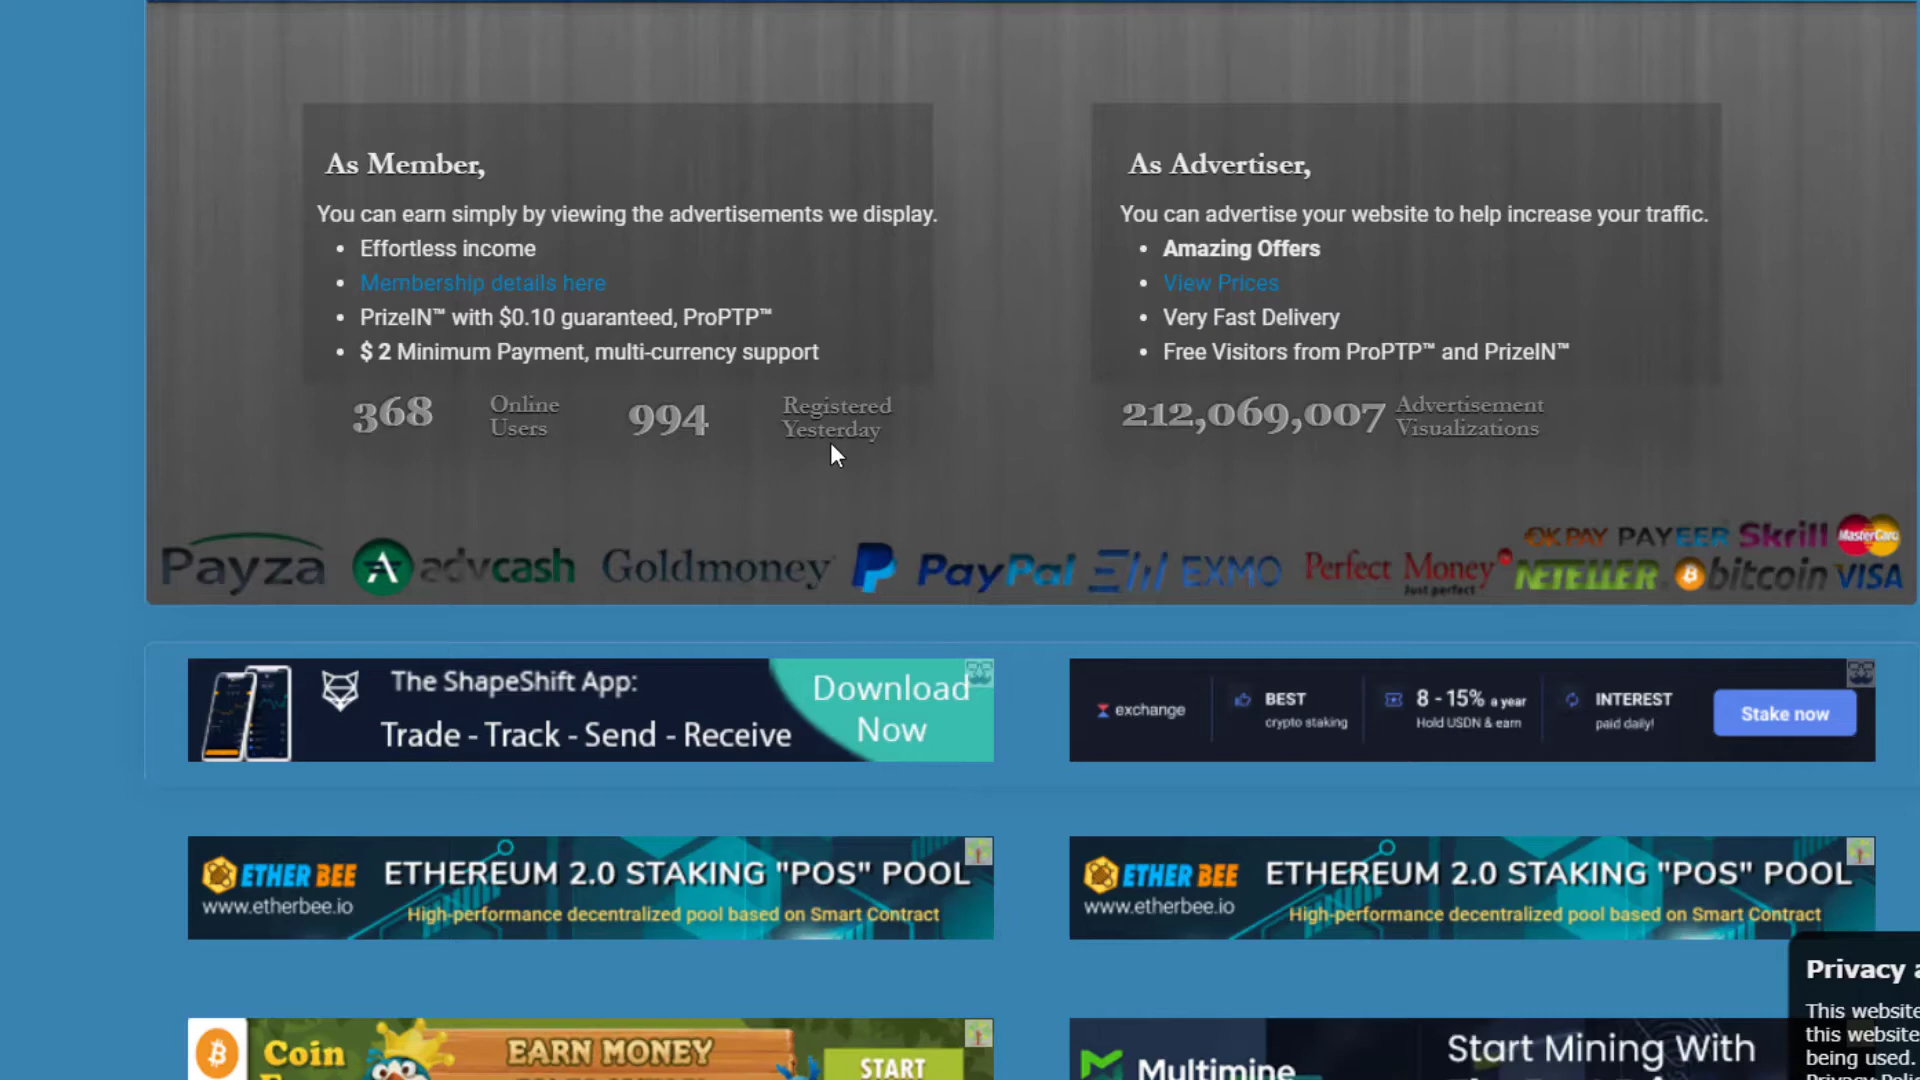 As Member,
You can earn simply by viewing the advertisements we display.
• Effortless income
• Membership details here
• PrizeIN™ with $0.10 guaranteed, ProPTP™
• $ 2 Minimum Payment, multi-currency support
368 Online Users
994 Registered Yesterday
As Advertiser,
You can advertise your website to help increase your traffic.
• Amazing Offers
• View Prices
• Very Fast Delivery
• Free Visitors from ProPTP™ and PrizeIN™
212,069,007 Advertisement Visualizations
Payza advcash Goldmoney PayPal EXMO Perfect Money
Just perfect
OKPAY PAYEER Skrill MasterCard
NETELLER bitcoin VISA
The ShapeShift App:
Trade - Track - Send - Receive
Download
Now
exchange
BEST
crypto staking
8 - 15% a year
Hold USDN & earn
INTEREST
paid daily!
Stake now
ETHER BEE
www.etherbee.io
ETHEREUM 2.0 STAKING "POS" POOL
High-performance decentralized pool based on Smart Contract
ETHER BEE
www.etherbee.io
ETHEREUM 2.0 STAKING "POS" POOL
High-performance decentralized pool based on Smart Contract
Coin
EARN MONEY
START
Multimine
Start Mining With
Privacy
This website
this website
being used.